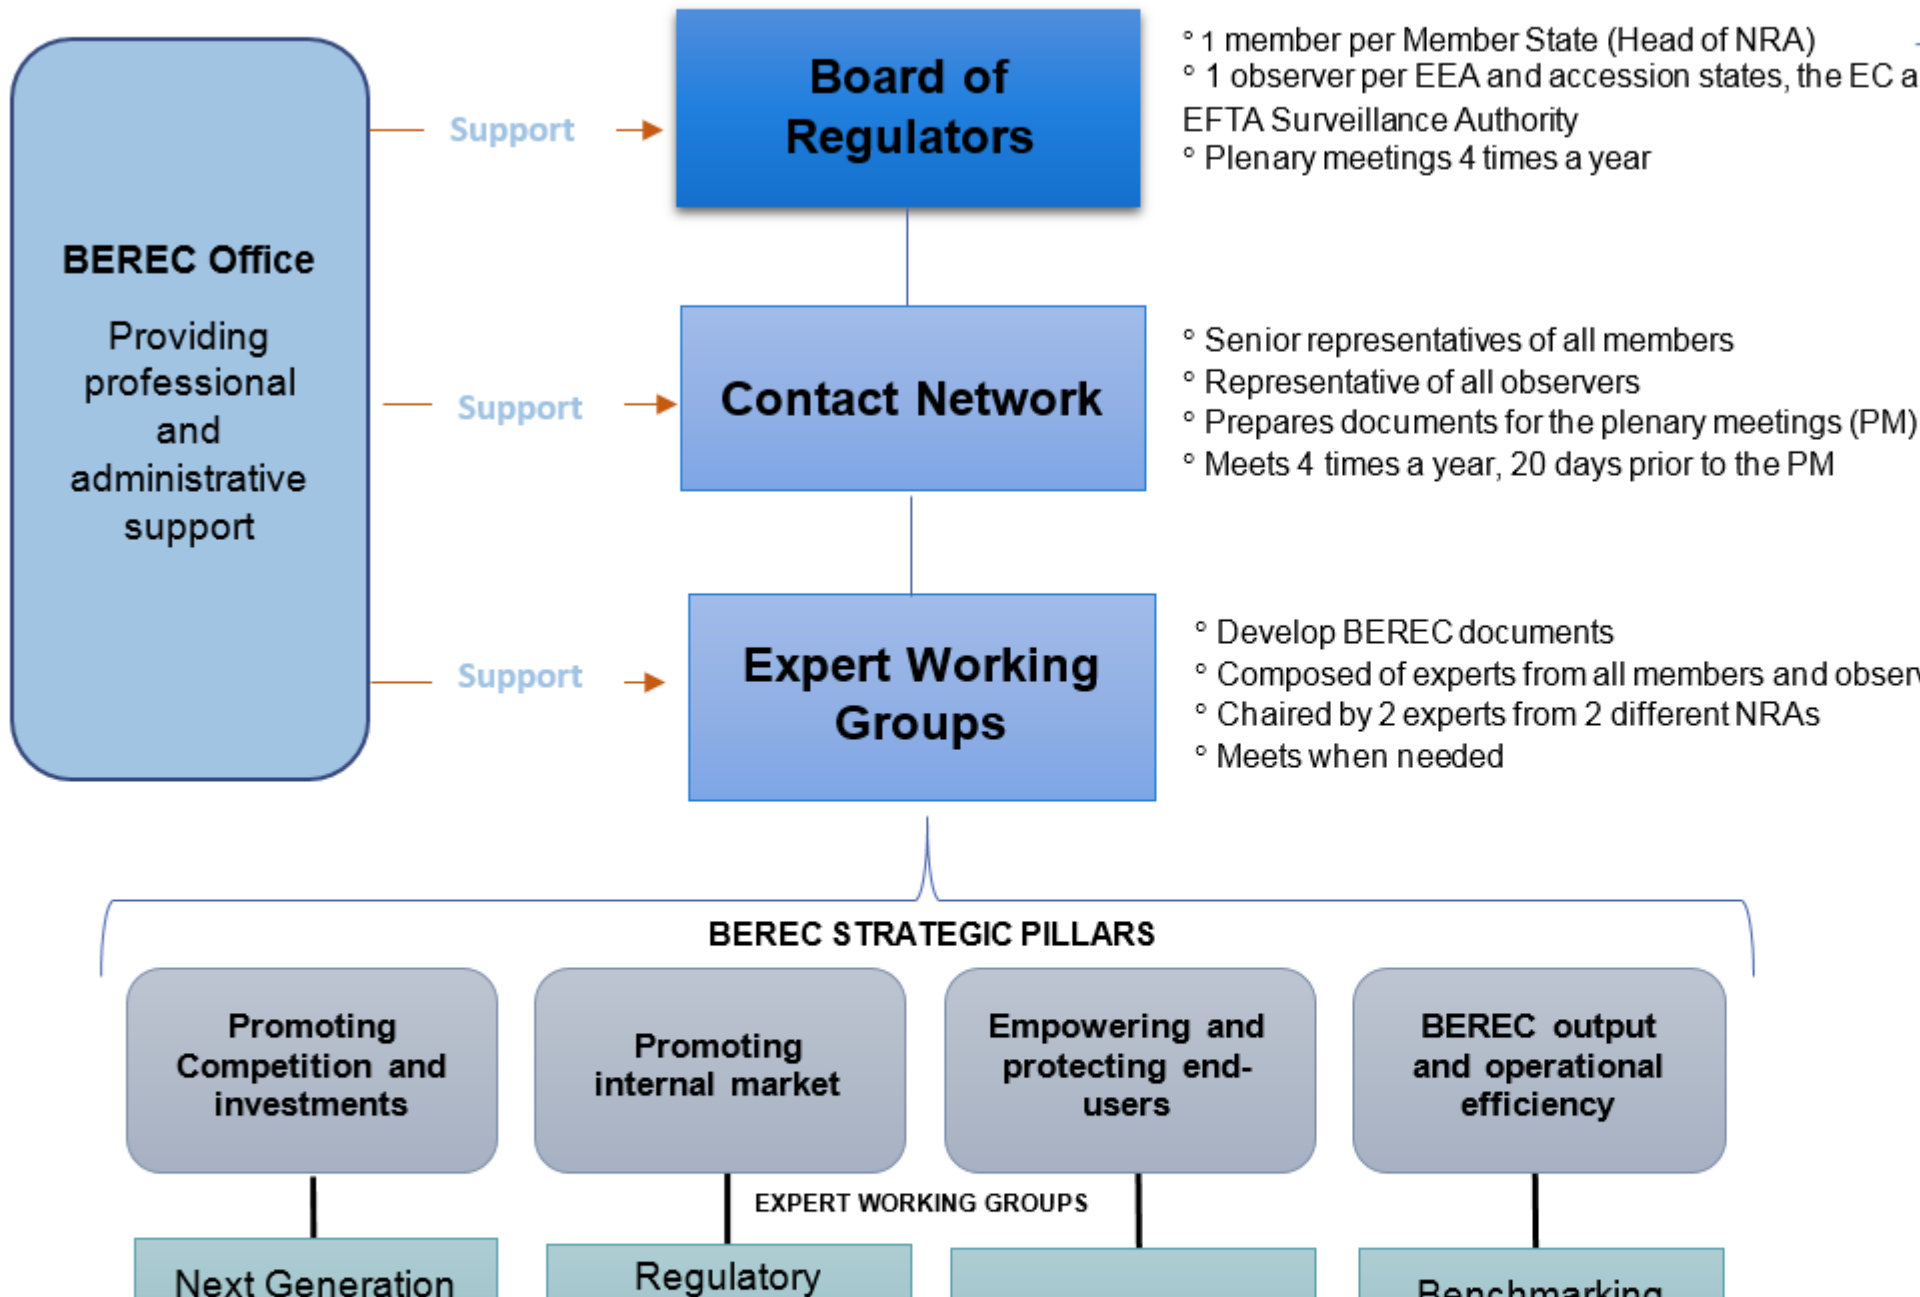 Board of
Regulators
° 1 member per Member State (Head of NRA)
° 1 observer per EEA and accession states, the EC
EFTA Surveillance Authority
° Plenary meetings 4 times a year
Support
BEREC Office
Providing
professional
and
administrative
support
Support
Contact Network
° Senior representatives of all members
° Representative of all observers
° Prepares documents for the plenary meetings (PM)
° Meets 4 times a year, 20 days prior to the PM
Support
Expert Working
Groups
° Develop BEREC documents
° Composed of experts from all members and
° Chaired by 2 experts from 2 different NRAs
° Meets when needed
BEREC STRATEGIC PILLARS
Promoting
Competition and
investments
Promoting
internal market
Empowering and
protecting end-
users
BEREC output
and operational
efficiency
EXPERT WORKING GROUPS
Next Generation
Regulatory
Benchmarking